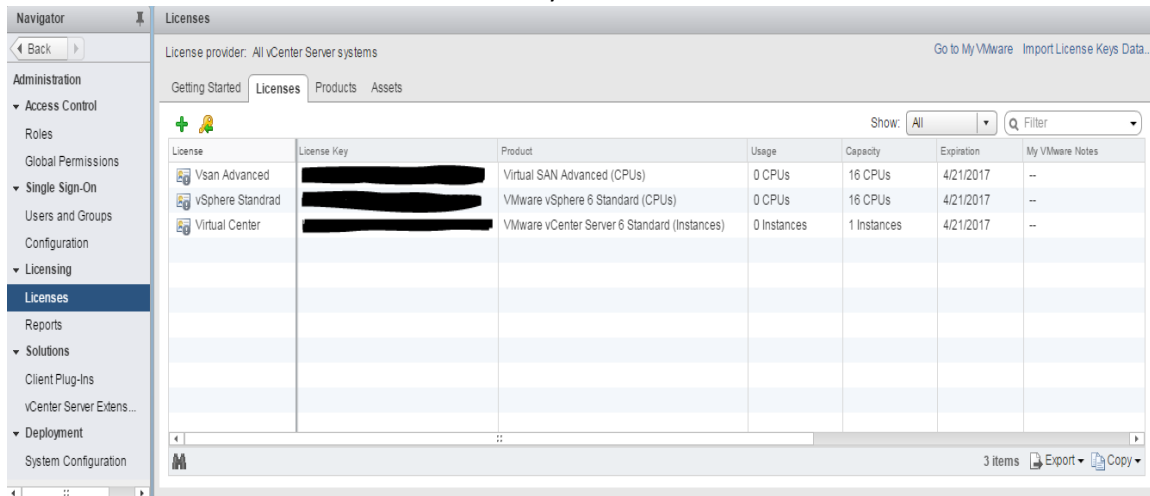 Navigator
Back
Administration
Access Control
Roles
Global Permissions
Single Sign-On
Users and Groups
Configuration
Licensing
Licenses
Reports
Solutions
Client Plug-Ins
vCenter Server Extens...
Deployment
System Configuration
Licenses
License provider: All vCenter Server systems Go to My VMware Import License Keys Data...
Getting Started Licenses Products Assets
Show: All Filter
License License Key Product Usage Capacity Expiration My VMware Notes
Vsan Advanced Virtual SAN Advanced (CPUs) 0 CPUs 16 CPUs 4/21/2017 --
vSphere Standrad VMware vSphere 6 Standard (CPUs) 0 CPUs 16 CPUs 4/21/2017 --
Virtual Center VMware vCenter Server 6 Standard (Instances) 0 Instances 1 Instances 4/21/2017 --
3 items Export Copy